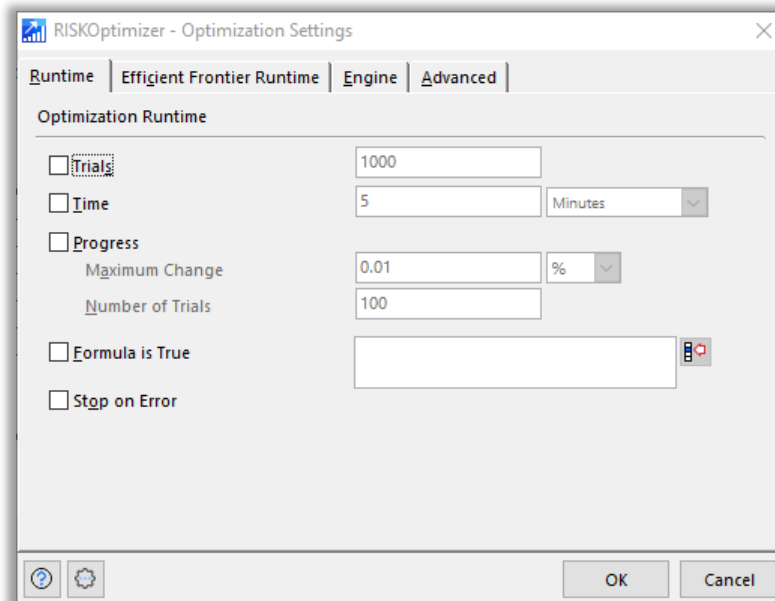 RISKOptimizer - Optimization Settings
Runtime Efficient Frontier Runtime Engine Advanced
Optimization Runtime
Trials 1000
Time 5 Minutes
Progress
Maximum Change 0.01 %
Number of Trials 100
Formula is True
Stop on Error
OK Cancel